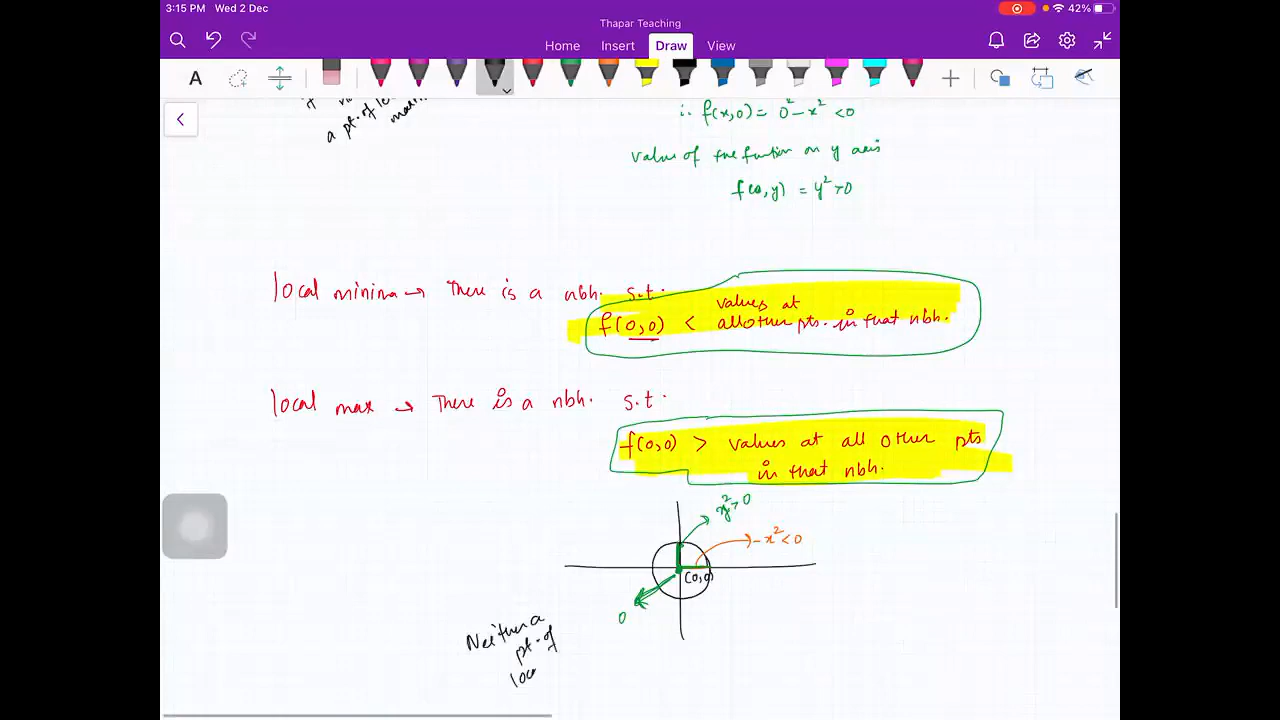 3:15 PM Wed 2 Dec
42%
Thapar Teaching
Home Insert Draw View
A
a pt. of
∴ f(x,0) = 0² - x² < 0
value of the function on y axis
f(0,y) = y² > 0
local minima → There is a nbh. s.t.
f(0,0) < values at all other pts. in that nbh.
local max → There is a nbh. s.t.
f(0,0) > values at all other pts
in that nbh.
> 0
-x² < 0
(0,0)
0
Neither a
pt. of
loc